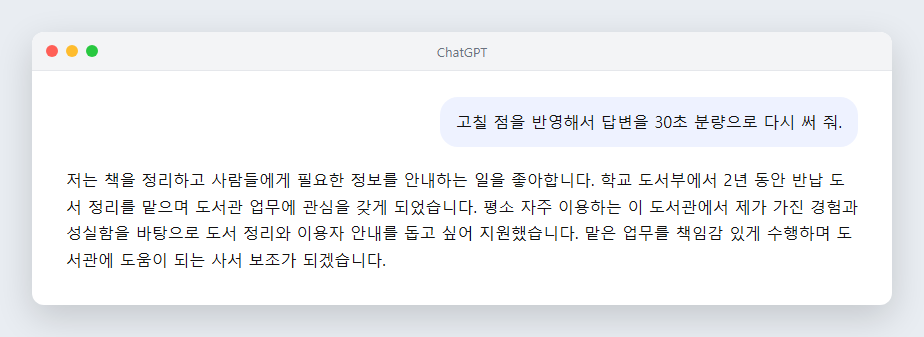 ChatGPT
고칠 점을 반영해서 답변을 30초 분량으로 다시 써 줘.
저는 책을 정리하고 사람들에게 필요한 정보를 안내하는 일을 좋아합니다. 학교 도서부에서 2년 동안 반납 도
서 정리를 맡으며 도서관 업무에 관심을 갖게 되었습니다. 평소 자주 이용하는 이 도서관에서 제가 가진 경험과
성실함을 바탕으로 도서 정리와 이용자 안내를 돕고 싶어 지원했습니다. 맡은 업무를 책임감 있게 수행하며 도
서관에 도움이 되는 사서 보조가 되겠습니다.